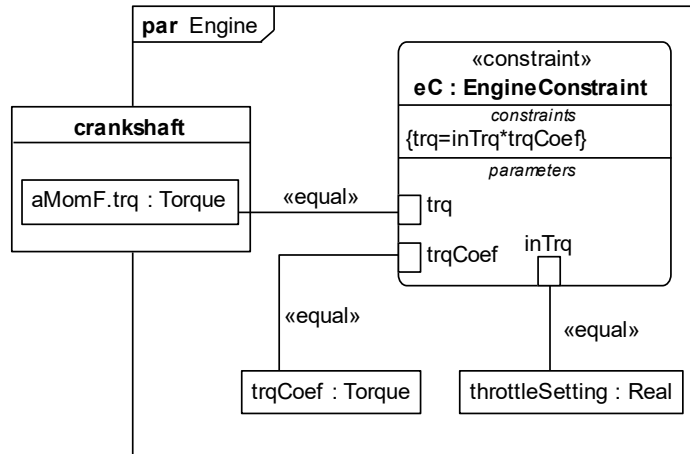 par Engine
«constraint»
eC : EngineConstraint
constraints
{trq=inTrq*trqCoef}
parameters
crankshaft
aMomF.trq : Torque
«equal»
trq
trqCoef
inTrq
«equal»
«equal»
trqCoef : Torque
throttleSetting : Real